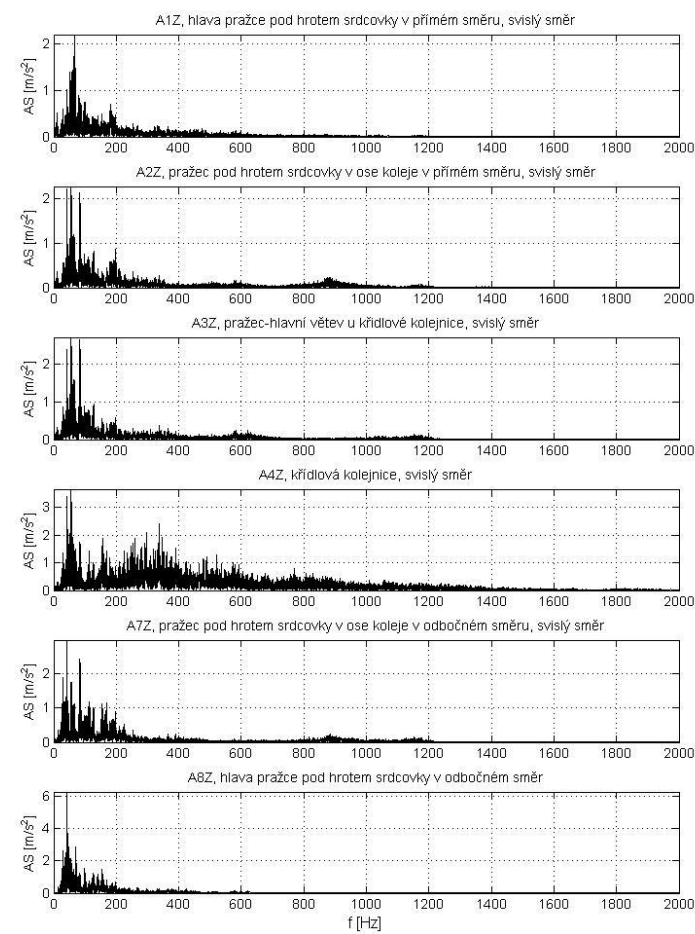 A1Z, hlava pražce pod hrotem srdcovky v přímém směru, svislý směr
AS [m/s²]
2
1
0
0 200 400 600 800 1000 1200 1400 1600 1800 2000
A2Z, pražec pod hrotem srdcovky v ose koleje v přímém směru, svislý směr
AS [m/s²]
2
1
0
0 200 400 600 800 1000 1200 1400 1600 1800 2000
A3Z, pražec-hlavní větev u křidlové kolejnice, svislý směr
AS [m/s²]
2
1
0
0 200 400 600 800 1000 1200 1400 1600 1800 2000
A4Z, křídlová kolejnice, svislý směr
AS [m/s²]
3
2
1
0
0 200 400 600 800 1000 1200 1400 1600 1800 2000
A7Z, pražec pod hrotem srdcovky v ose koleje v odbočném směru, svislý směr
AS [m/s²]
2
1
0
0 200 400 600 800 1000 1200 1400 1600 1800 2000
A8Z, hlava pražce pod hrotem srdcovky v odbočném směr
AS [m/s²]
6
4
2
0
0 200 400 600 800 1000 1200 1400 1600 1800 2000
f [Hz]